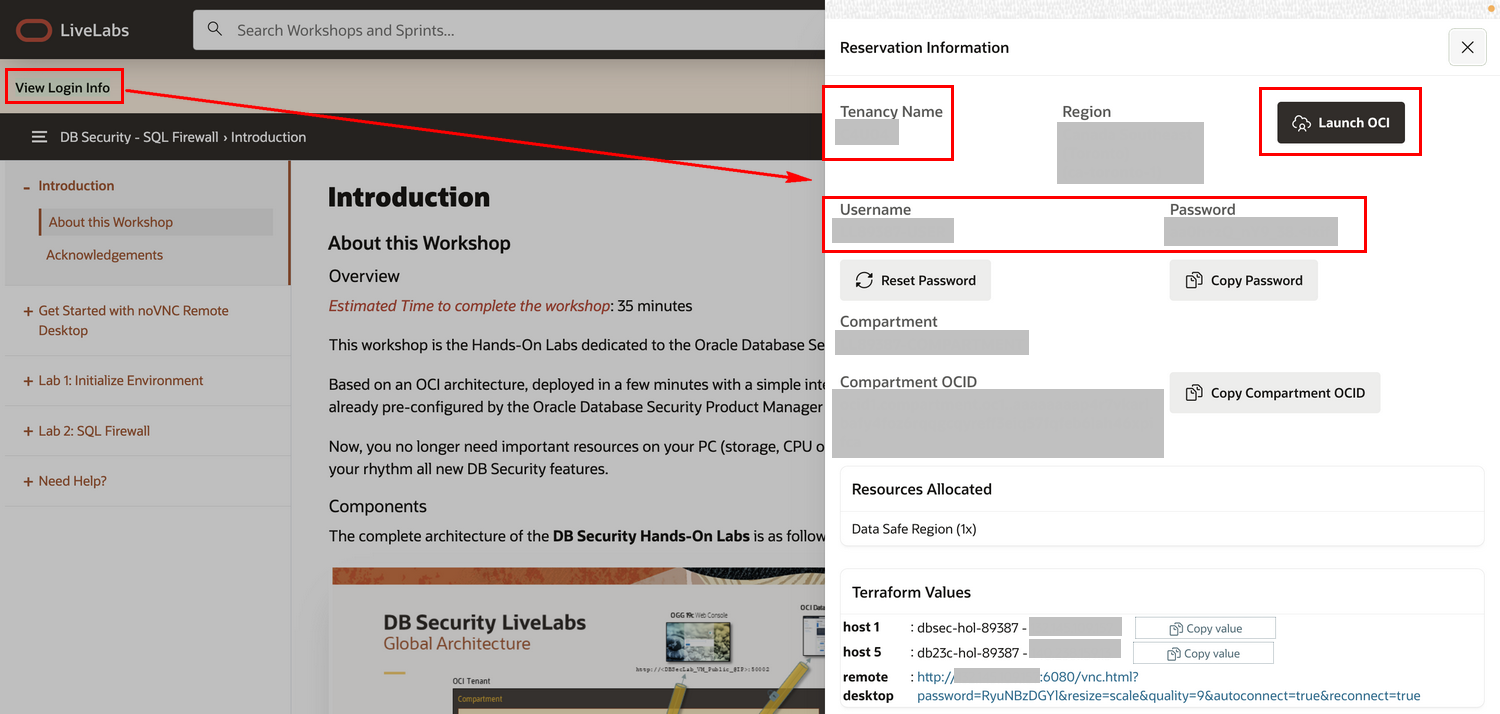 LiveLabs
Search Workshops and Sprints...
View Login Info
DB Security - SQL Firewall › Introduction
- Introduction
About this Workshop
Acknowledgements
+ Get Started with noVNC Remote
Desktop
+ Lab 1: Initialize Environment
+ Lab 2: SQL Firewall
+ Need Help?
Introduction
About this Workshop
Overview
Estimated Time to complete the workshop: 35 minutes
This workshop is the Hands-On Labs dedicated to the Oracle Database Se
Based on an OCI architecture, deployed in a few minutes with a simple inte
already pre-configured by the Oracle Database Security Product Manager
Now, you no longer need important resources on your PC (storage, CPU o
your rhythm all new DB Security features.
Components
The complete architecture of the DB Security Hands-On Labs is as follow
DB Security LiveLabs
Global Architecture
OGG 19c Web Console
OCI Data
http://<DBSecLab_VM_Public_@IP>:50002
OCI Tenant
Compartment
Reservation Information
Tenancy Name
Region
Launch OCI
Username
Password
Reset Password
Copy Password
Compartment
Compartment OCID
Copy Compartment OCID
Resources Allocated
Data Safe Region (1x)
Terraform Values
host 1 : dbsec-hol-89387 - Copy value
host 5 : db23c-hol-89387 - Copy value
remote : http://:6080/vnc.html?
desktop password=RyuNBzDGYl&resize=scale&quality=9&autoconnect=true&reconnect=true